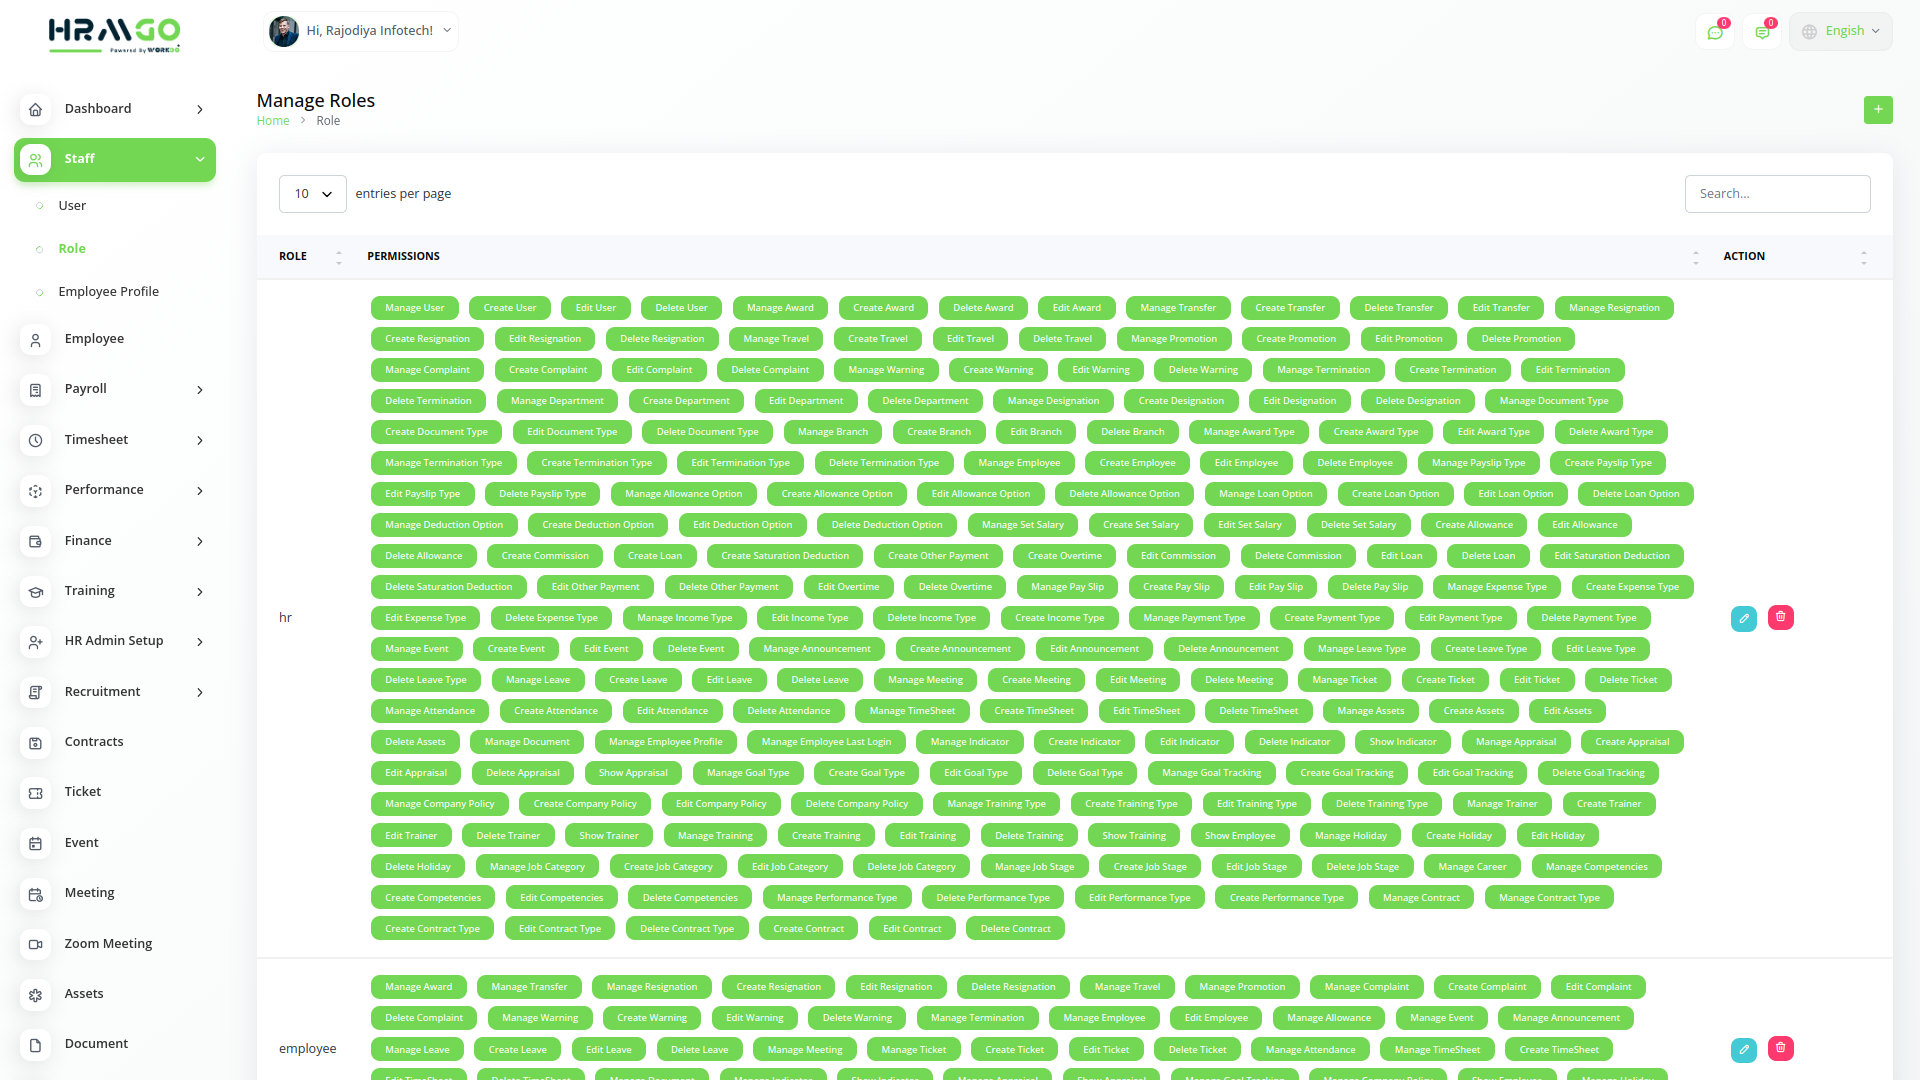 HRMGO
Powered by WORKDO
Hi, Rajodiya Infotech!
0
0
Engish
Dashboard
Staff
User
Role
Employee Profile
Employee
Payroll
Timesheet
Performance
Finance
Training
HR Admin Setup
Recruitment
Contracts
Ticket
Event
Meeting
Zoom Meeting
Assets
Document
Manage Roles
Home > Role
+
10 entries per page
Search...
ROLE PERMISSIONS ACTION
hr
Manage User Create User Edit User Delete User Manage Award Create Award Delete Award Edit Award Manage Transfer Create Transfer Delete Transfer Edit Transfer Manage Resignation
Create Resignation Edit Resignation Delete Resignation Manage Travel Create Travel Edit Travel Delete Travel Manage Promotion Create Promotion Edit Promotion Delete Promotion
Manage Complaint Create Complaint Edit Complaint Delete Complaint Manage Warning Create Warning Edit Warning Delete Warning Manage Termination Create Termination Edit Termination
Delete Termination Manage Department Create Department Edit Department Delete Department Manage Designation Create Designation Edit Designation Delete Designation Manage Document Type
Create Document Type Edit Document Type Delete Document Type Manage Branch Create Branch Edit Branch Delete Branch Manage Award Type Create Award Type Edit Award Type Delete Award Type
Manage Termination Type Create Termination Type Edit Termination Type Delete Termination Type Manage Employee Create Employee Edit Employee Delete Employee Manage Payslip Type Create Payslip Type
Edit Payslip Type Delete Payslip Type Manage Allowance Option Create Allowance Option Edit Allowance Option Delete Allowance Option Manage Loan Option Create Loan Option Edit Loan Option Delete Loan Option
Manage Deduction Option Create Deduction Option Edit Deduction Option Delete Deduction Option Manage Set Salary Create Set Salary Edit Set Salary Delete Set Salary Create Allowance Edit Allowance
Delete Allowance Create Commission Create Loan Create Saturation Deduction Create Other Payment Create Overtime Edit Commission Delete Commission Edit Loan Delete Loan Edit Saturation Deduction
Delete Saturation Deduction Edit Other Payment Delete Other Payment Edit Overtime Delete Overtime Manage Pay Slip Create Pay Slip Edit Pay Slip Delete Pay Slip Manage Expense Type Create Expense Type
Edit Expense Type Delete Expense Type Manage Income Type Edit Income Type Delete Income Type Create Income Type Manage Payment Type Create Payment Type Edit Payment Type Delete Payment Type
Manage Event Create Event Edit Event Delete Event Manage Announcement Create Announcement Edit Announcement Delete Announcement Manage Leave Type Create Leave Type Edit Leave Type
Delete Leave Type Manage Leave Create Leave Edit Leave Delete Leave Manage Meeting Create Meeting Edit Meeting Delete Meeting Manage Ticket Create Ticket Edit Ticket Delete Ticket
Manage Attendance Create Attendance Edit Attendance Delete Attendance Manage TimeSheet Create TimeSheet Edit TimeSheet Delete TimeSheet Manage Assets Create Assets Edit Assets
Delete Assets Manage Document Manage Employee Profile Manage Employee Last Login Manage Indicator Create Indicator Edit Indicator Delete Indicator Show Indicator Manage Appraisal Create Appraisal
Edit Appraisal Delete Appraisal Show Appraisal Manage Goal Type Create Goal Type Edit Goal Type Delete Goal Type Manage Goal Tracking Create Goal Tracking Edit Goal Tracking Delete Goal Tracking
Manage Company Policy Create Company Policy Edit Company Policy Delete Company Policy Manage Training Type Create Training Type Edit Training Type Delete Training Type Manage Trainer Create Trainer
Edit Trainer Delete Trainer Show Trainer Manage Training Create Training Edit Training Delete Training Show Training Show Employee Manage Holiday Create Holiday Edit Holiday
Delete Holiday Manage Job Category Create Job Category Edit Job Category Delete Job Category Manage Job Stage Create Job Stage Edit Job Stage Delete Job Stage Manage Career Manage Competencies
Create Competencies Edit Competencies Delete Competencies Manage Performance Type Delete Performance Type Edit Performance Type Create Performance Type Manage Contract Manage Contract Type
Create Contract Type Edit Contract Type Delete Contract Type Create Contract Edit Contract Delete Contract
employee
Manage Award Manage Transfer Manage Resignation Create Resignation Edit Resignation Delete Resignation Manage Travel Manage Promotion Manage Complaint Create Complaint Edit Complaint
Delete Complaint Manage Warning Create Warning Edit Warning Delete Warning Manage Termination Manage Employee Edit Employee Manage Allowance Manage Event Manage Announcement
Manage Leave Create Leave Edit Leave Delete Leave Manage Meeting Manage Ticket Create Ticket Edit Ticket Delete Ticket Manage Attendance Manage TimeSheet Create TimeSheet
Edit TimeSheet Delete TimeSheet Manage Document Manage Indicator Show Indicator Manage Appraisal Show Appraisal Manage Goal Tracking Manage Company Policy Show Employee Manage Holiday